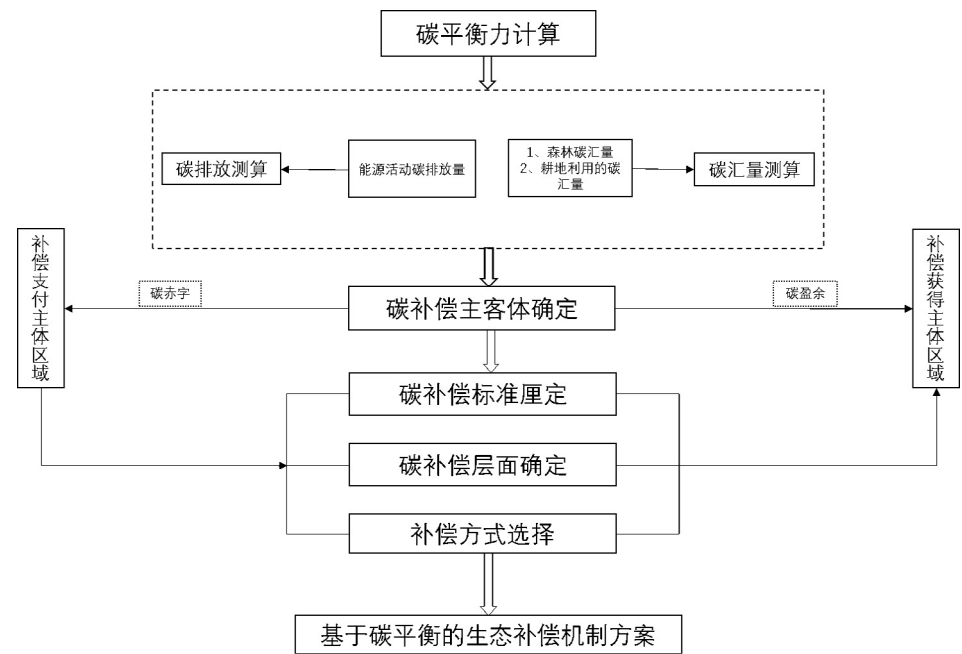 碳平衡力计算
碳排放测算
能源活动碳排放量
1、森林碳汇量
2、耕地利用的碳
汇量
碳汇量测算
补偿支付主体区域
碳赤字
碳补偿主客体确定
碳盈余
补偿获得主体区域
碳补偿标准厘定
碳补偿层面确定
补偿方式选择
基于碳平衡的生态补偿机制方案